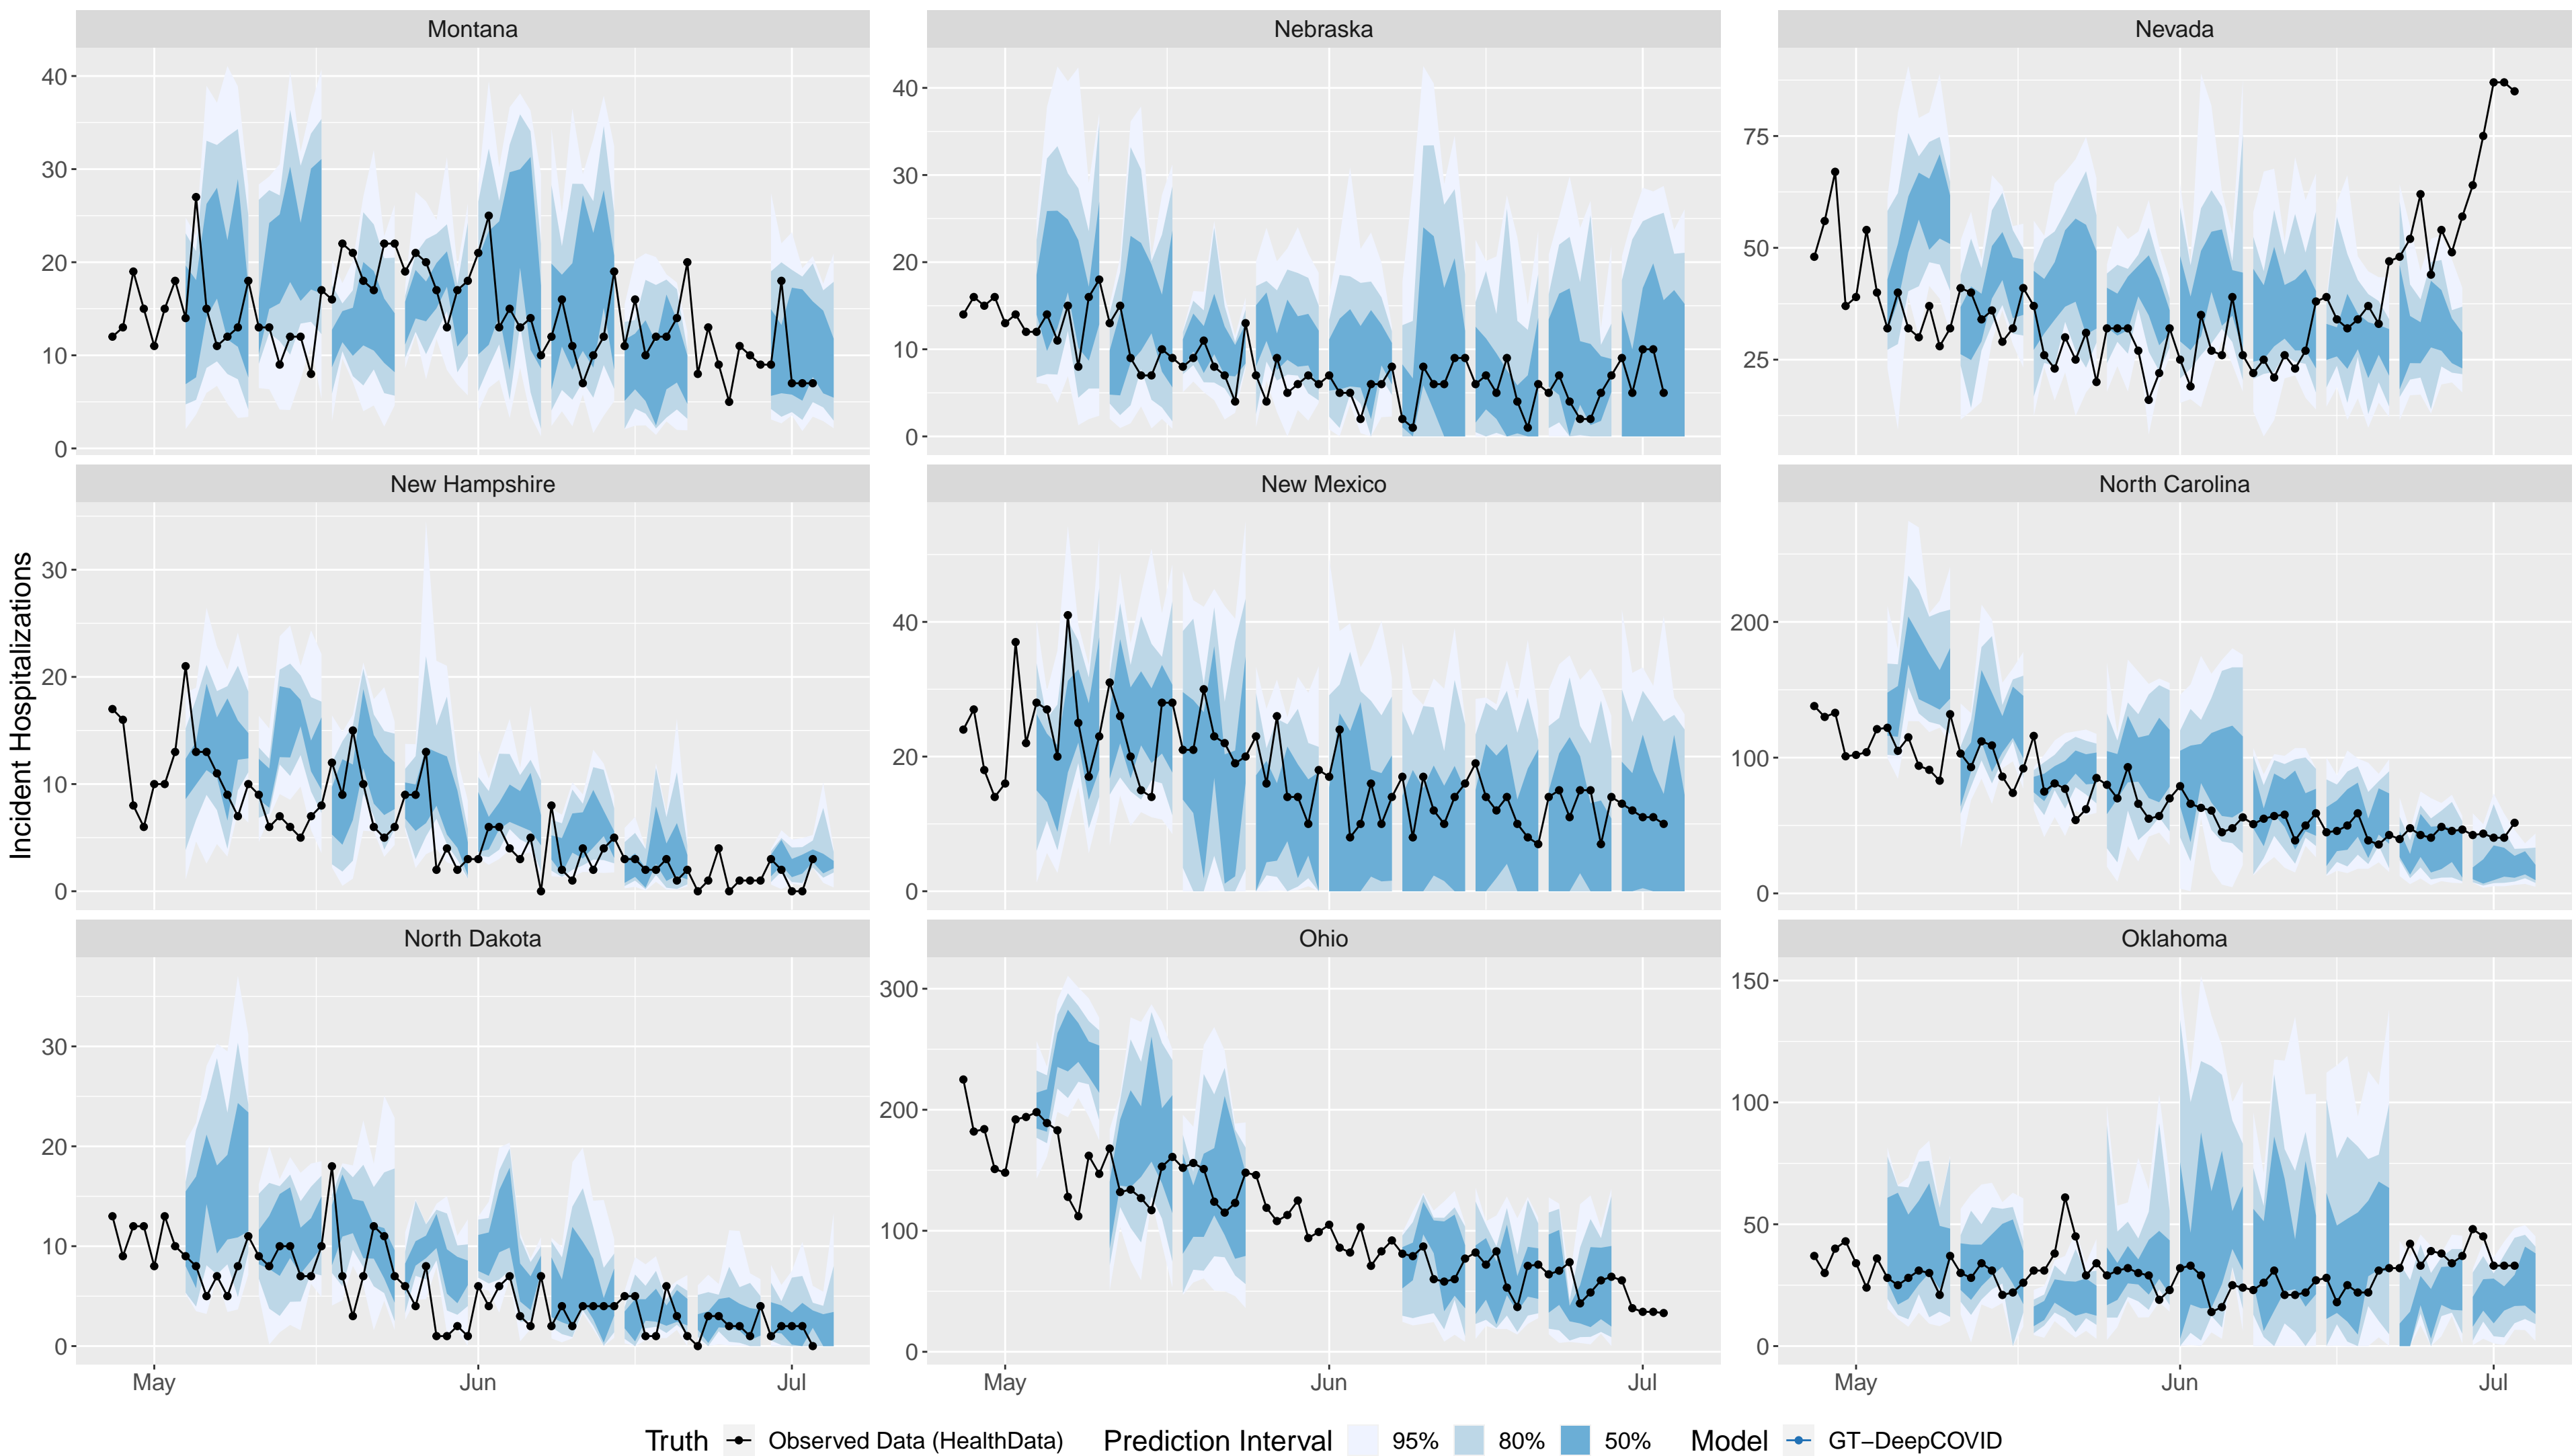 Montana
Nebraska
Nevada
40
30
20
10
0
40
30
20
10
0
75
50
25
New Hampshire
New Mexico
North Carolina
Incident Hospitalizations
30
20
10
0
40
20
0
200
100
0
North Dakota
Ohio
Oklahoma
30
20
10
0
300
200
100
0
150
100
50
0
May Jun Jul
May Jun Jul
May Jun Jul
Truth Observed Data (HealthData) Prediction Interval 95% 80% 50% Model GT−DeepCOVID